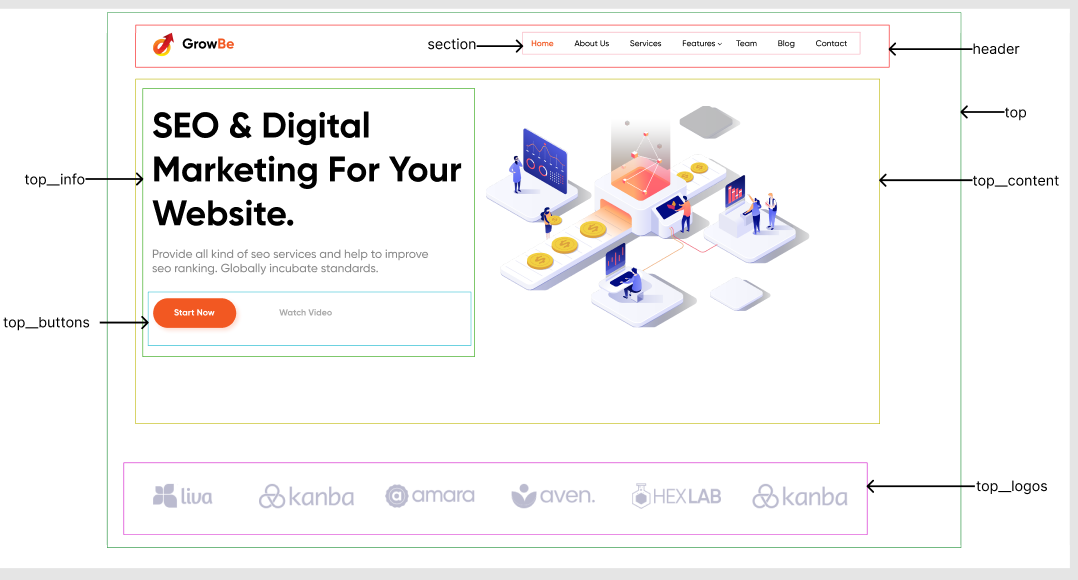 GrowBe
section
Home About Us Services Features Team Blog Contact
header
top
SEO & Digital
Marketing For Your
Website.
top__info
top__content
Provide all kind of seo services and help to improve
seo ranking. Globally incubate standards.
top__buttons
Start Now Watch Video
liva kanba amara aven. HEXLAB kanba
top__logos